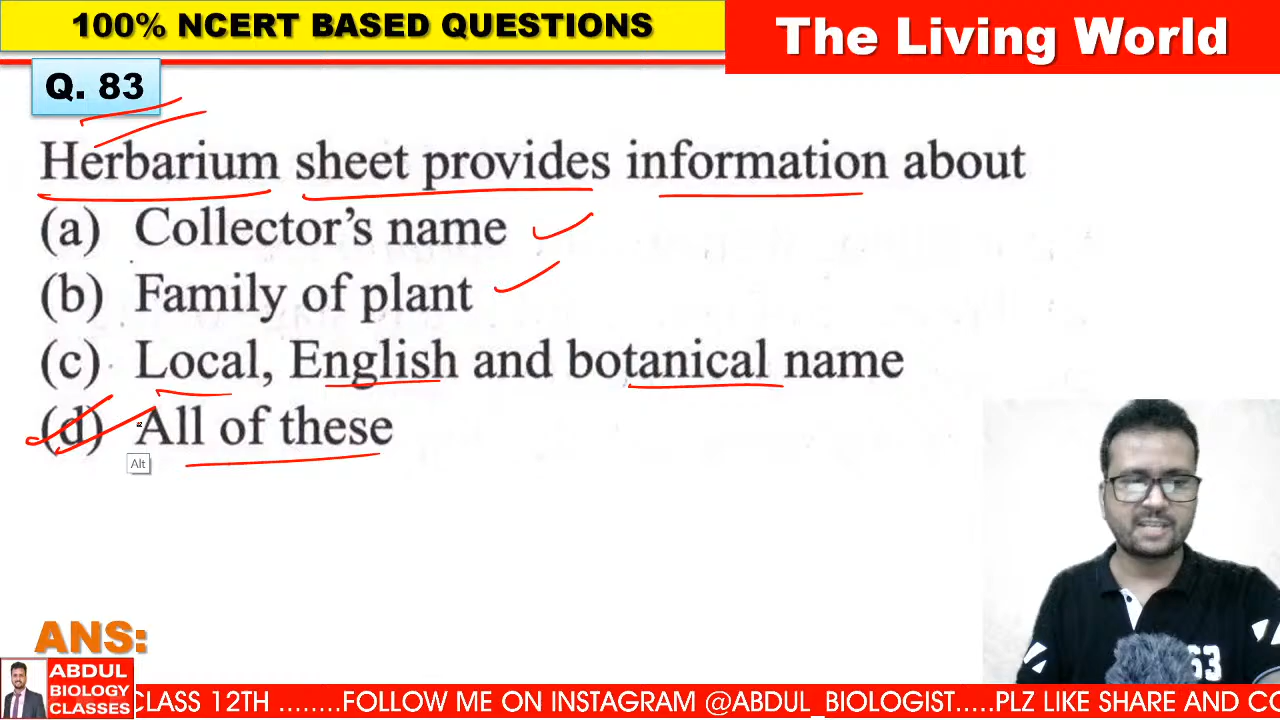 100% NCERT BASED QUESTIONS
The Living World
Q. 83
Herbarium sheet provides information about
(a) Collector's name
(b) Family of plant
(c) Local, English and botanical name
(d) All of these
Alt
ANS:
ABDUL
BIOLOGY
CLASSES
CLASS 12TH ........FOLLOW ME ON INSTAGRAM @ABDUL_BIOLOGIST.....PLZ LIKE SHARE AND CO
63